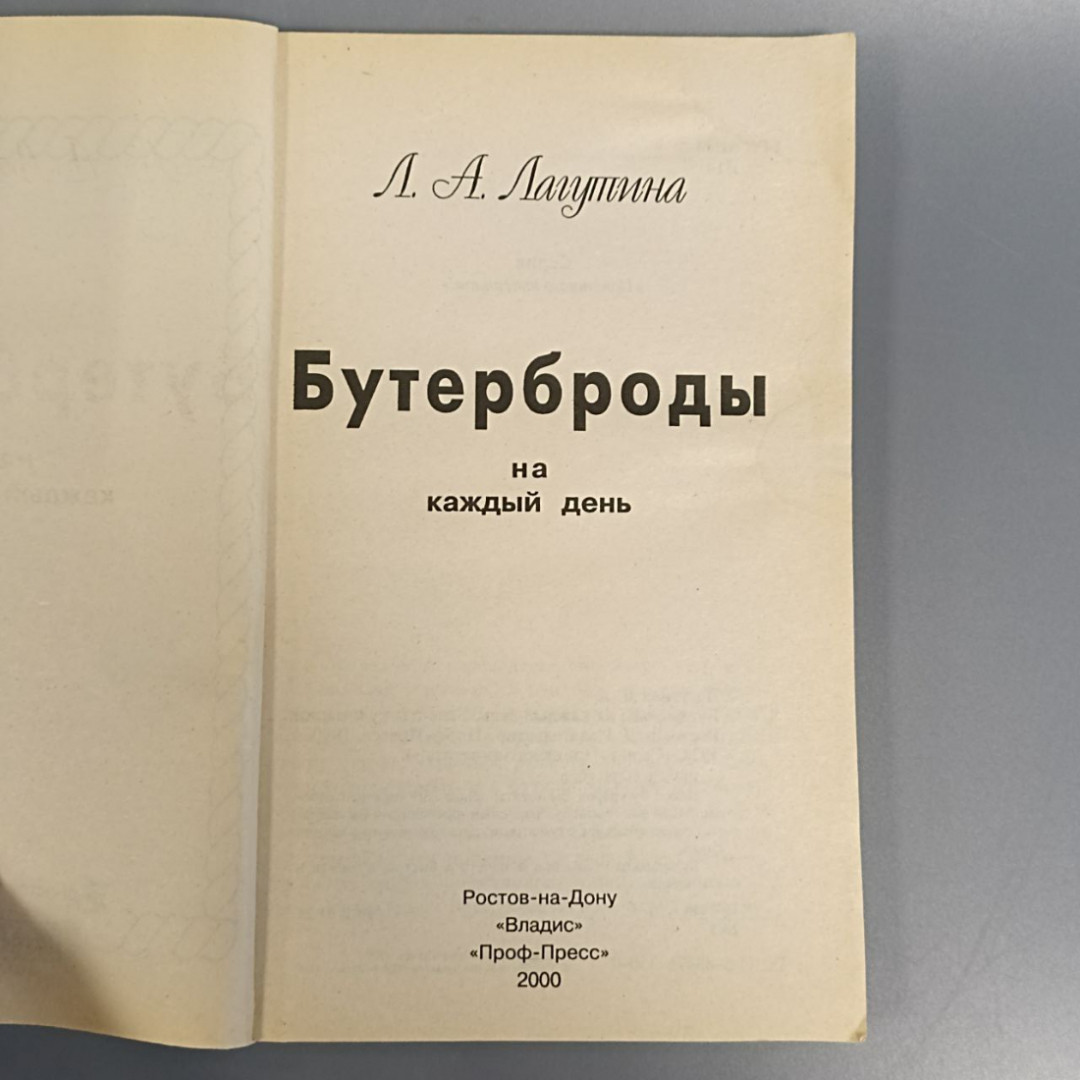 Л. А. Лагутина
Бутерброды
на
каждый день
Ростов-на-Дону
«Владис»
«Проф-Пресс»
2000